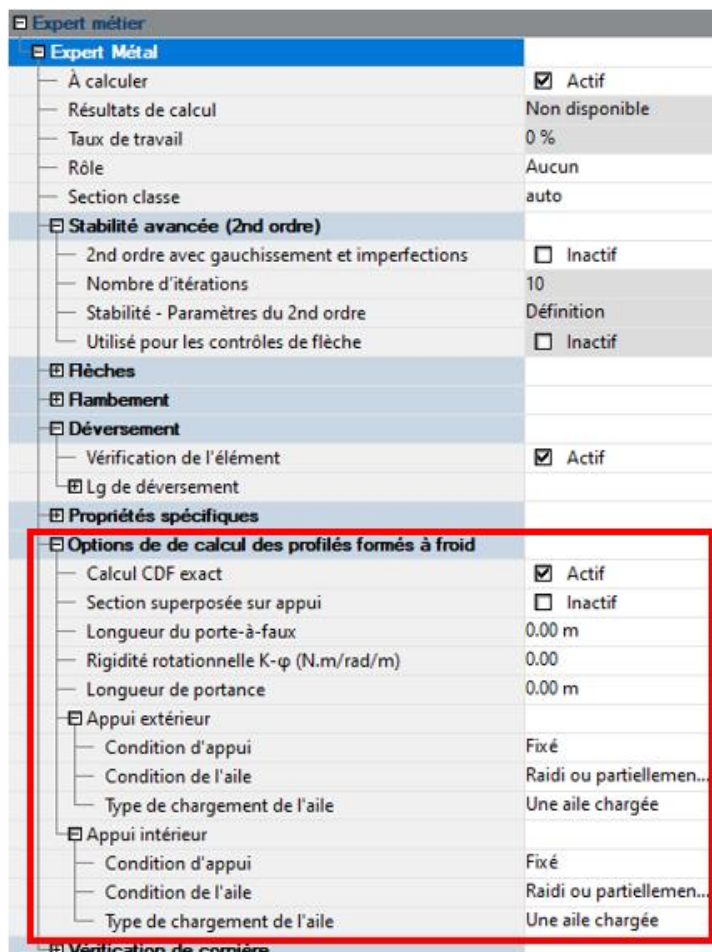 Expert métier
Expert Métal
À calculer Actif
Résultats de calcul Non disponible
Taux de travail 0 %
Rôle Aucun
Section classe auto
Stabilité avancée (2nd ordre)
2nd ordre avec gauchissement et imperfections Inactif
Nombre d'itérations 10
Stabilité - Paramètres du 2nd ordre Définition
Utilisé pour les contrôles de flèche Inactif
Flèches
Flambement
Déversement
Vérification de l'élément Actif
Lg de déversement
Propriétés spécifiques
Options de de calcul des profilés formés à froid
Calcul CDF exact Actif
Section superposée sur appui Inactif
Longueur du porte-à-faux 0.00 m
Rigidité rotationnelle K-φ (N.m/rad/m) 0.00
Longueur de portance 0.00 m
Appui extérieur
Condition d'appui Fixé
Condition de l'aile Raidi ou partiellemen...
Type de chargement de l'aile Une aile chargée
Appui intérieur
Condition d'appui Fixé
Condition de l'aile Raidi ou partiellemen...
Type de chargement de l'aile Une aile chargée
Vérification de cornière